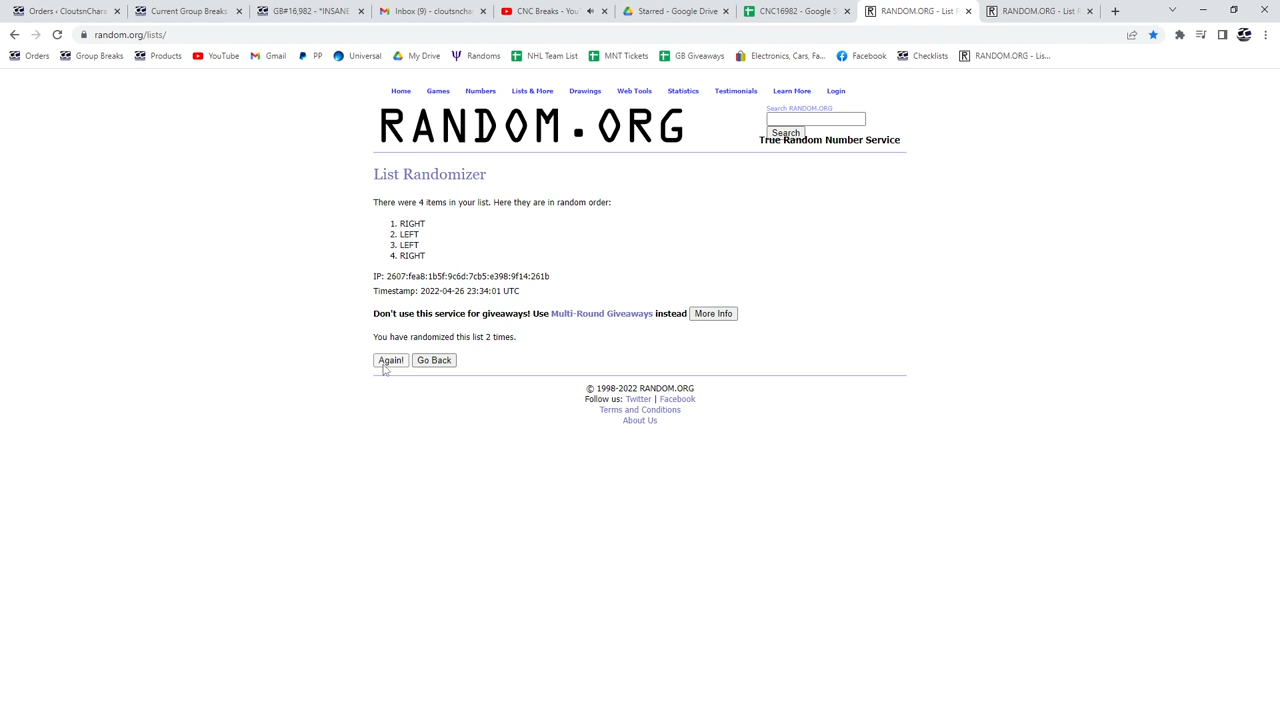 Orders < CloutsnChara
Current Group Breaks
GB#16,982 - *INSANE
Inbox (9) - cloutsnchar
CNC Breaks - You
Starred - Google Drive
CNC16982 - Google S
RANDOM.ORG - List R
RANDOM.ORG - List R
random.org/lists/
Orders
Group Breaks
Products
YouTube
Gmail
PP
Universal
My Drive
Randoms
NHL Team List
MNT Tickets
GB Giveaways
Electronics, Cars, Fa...
Facebook
Checklists
RANDOM.ORG - Lis...
Home Games Numbers Lists & More Drawings Web Tools Statistics Testimonials Learn More Login
Search RANDOM.ORG
RANDOM.ORG
Search
True Random Number Service
List Randomizer
There were 4 items in your list. Here they are in random order:
1. RIGHT
2. LEFT
3. LEFT
4. RIGHT
IP: 2607:fea8:1b5f:9c6d:7cb5:e398:9f14:261b
Timestamp: 2022-04-26 23:34:01 UTC
Don't use this service for giveaways! Use Multi-Round Giveaways instead More Info
You have randomized this list 2 times.
Again! Go Back
© 1998-2022 RANDOM.ORG
Follow us: Twitter | Facebook
Terms and Conditions
About Us